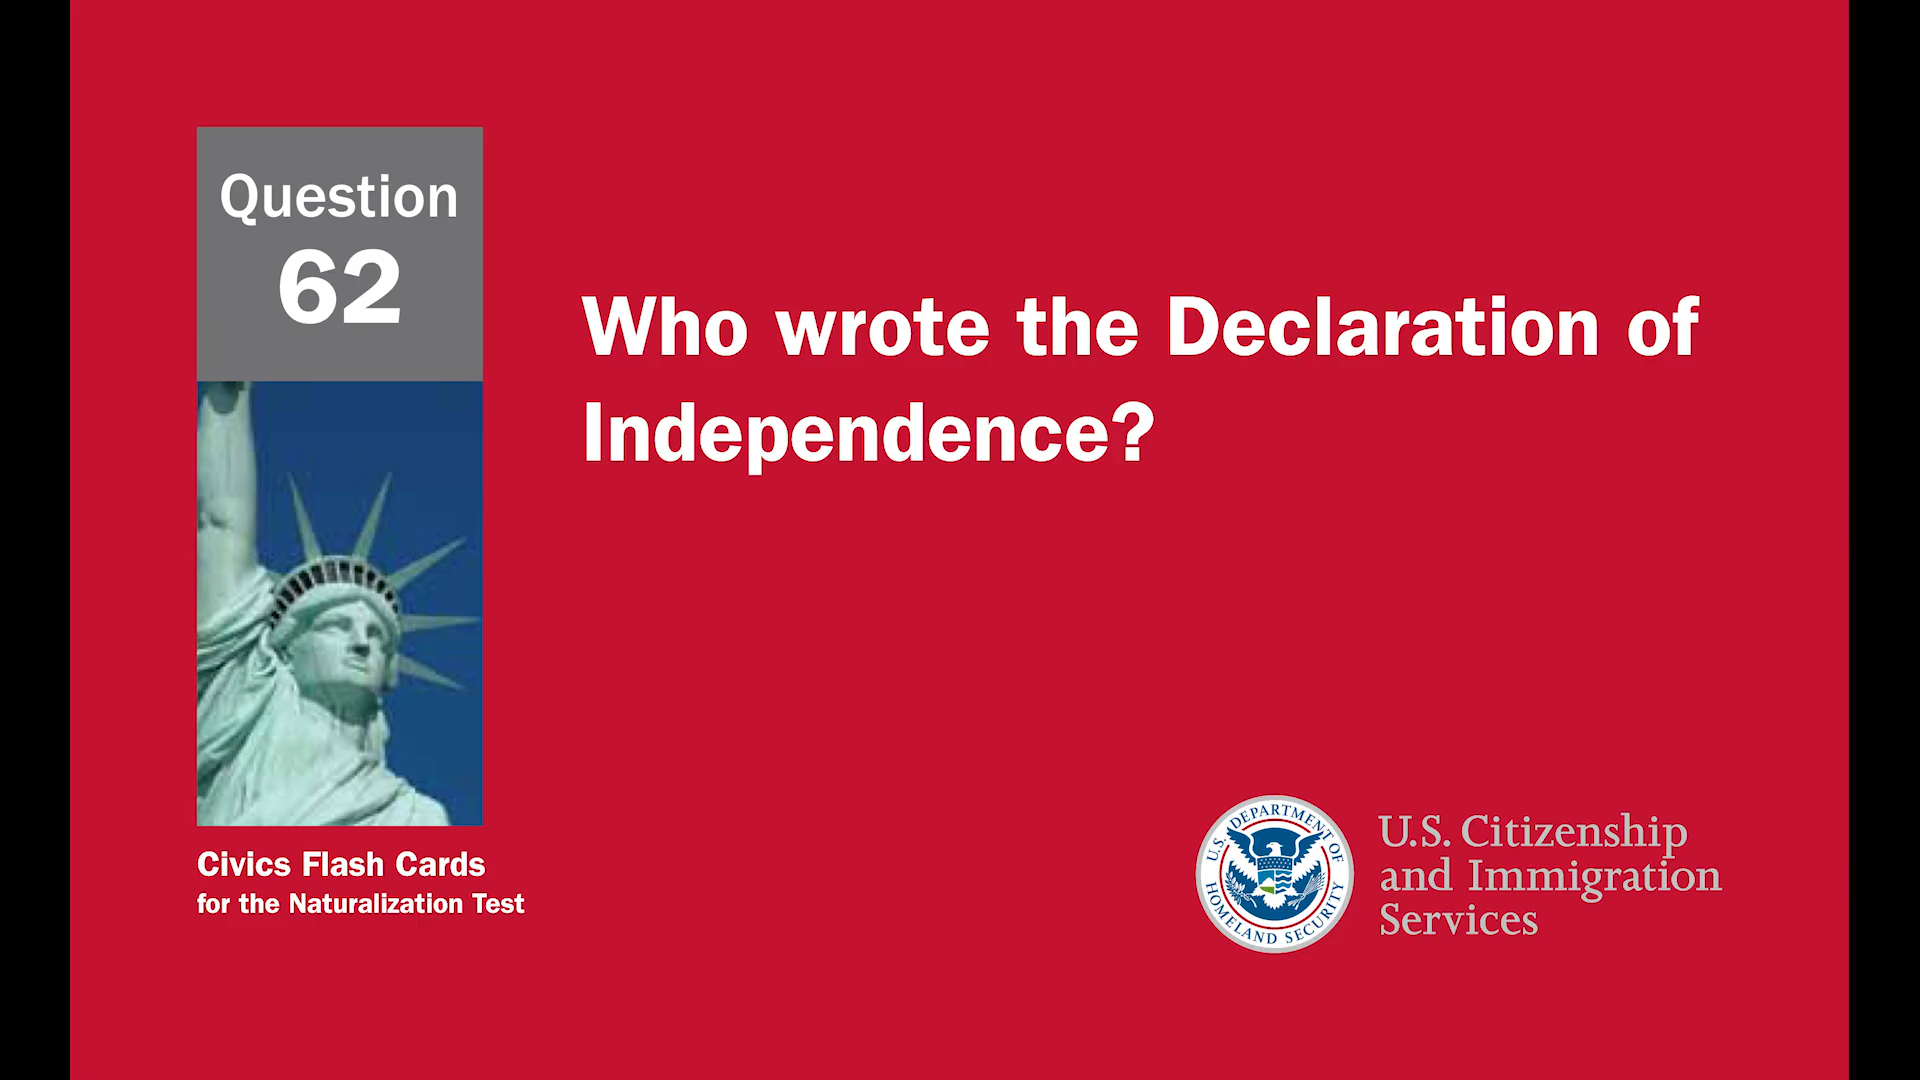 Question
62
Who wrote the Declaration of
Independence?
Civics Flash Cards
for the Naturalization Test
U.S. DEPARTMENT OF
HOMELAND SECURITY
U.S. Citizenship
and Immigration
Services